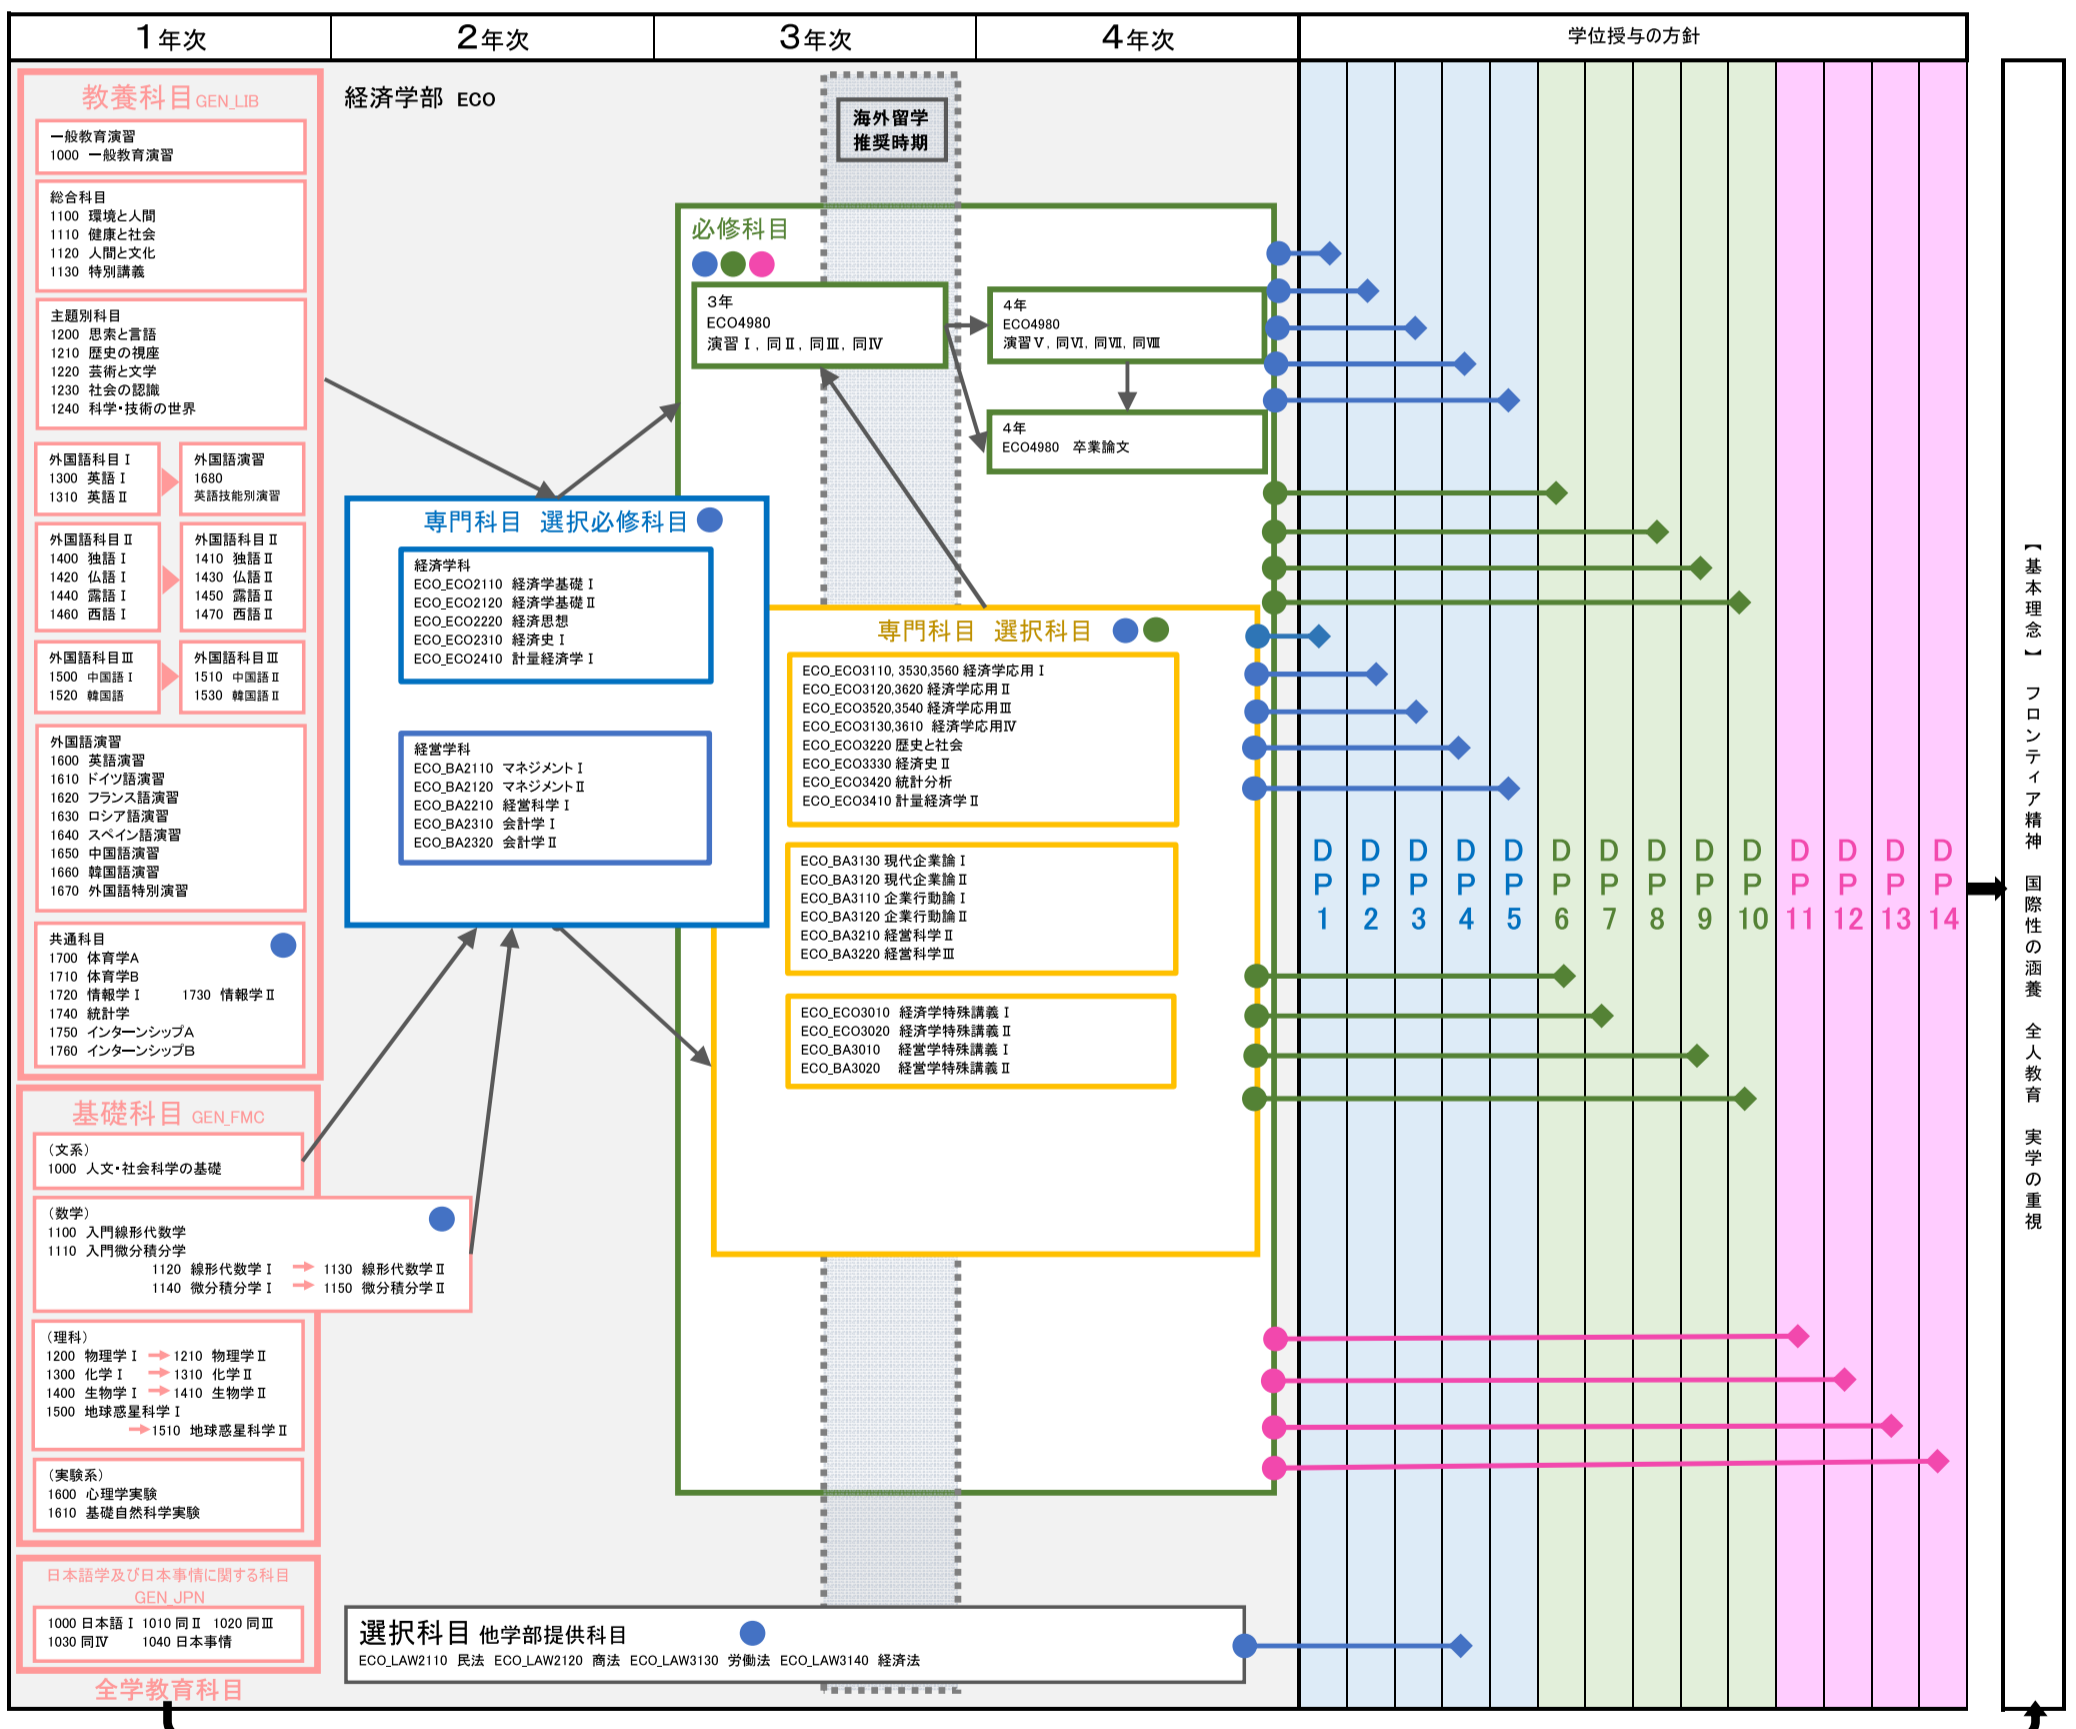 1年次
2年次
3年次
4年次
学位授与の方針
教養科目 GEN_LIB
一般教育演習
1000 一般教育演習
総合科目
1100 環境と人間
1110 健康と社会
1120 人間と文化
1130 特別講義
主題別科目
1200 思索と言語
1210 歴史の視座
1220 芸術と文学
1230 社会の認識
1240 科学・技術の世界
外国語科目Ⅰ
1300 英語Ⅰ
1310 英語Ⅱ
外国語演習
1680
英語技能別演習
外国語科目Ⅱ
1400 独語Ⅰ
1420 仏語Ⅰ
1440 露語Ⅰ
1460 西語Ⅰ
外国語科目Ⅱ
1410 独語Ⅱ
1430 仏語Ⅱ
1450 露語Ⅱ
1470 西語Ⅱ
外国語科目Ⅲ
1500 中国語Ⅰ
1520 韓国語
外国語科目Ⅲ
1510 中国語Ⅱ
1530 韓国語Ⅱ
外国語演習
1600 英語演習
1610 ドイツ語演習
1620 フランス語演習
1630 ロシア語演習
1640 スペイン語演習
1650 中国語演習
1660 韓国語演習
1670 外国語特別演習
共通科目
1700 体育学A
1710 体育学B
1720 情報学Ⅰ 1730 情報学Ⅱ
1740 統計学
1750 インターンシップA
1760 インターンシップB
基礎科目 GEN_FMC
（文系）
1000 人文・社会科学の基礎
（数学）
1100 入門線形代数学
1110 入門微分積分学
1120 線形代数学Ⅰ 1130 線形代数学Ⅱ
1140 微分積分学Ⅰ 1150 微分積分学Ⅱ
（理科）
1200 物理学Ⅰ 1210 物理学Ⅱ
1300 化学Ⅰ 1310 化学Ⅱ
1400 生物学Ⅰ 1410 生物学Ⅱ
1500 地球惑星科学Ⅰ
1510 地球惑星科学Ⅱ
（実験系）
1600 心理学実験
1610 基礎自然科学実験
日本語学及び日本事情に関する科目
GEN_JPN
1000 日本語Ⅰ 1010 同Ⅱ 1020 同Ⅲ
1030 同Ⅳ 1040 日本事情
全学教育科目
経済学部 ECO
海外留学
推奨時期
必修科目
3年
ECO4980
演習Ⅰ, 同Ⅱ, 同Ⅲ, 同Ⅳ
4年
ECO4980
演習Ⅴ, 同Ⅵ, 同Ⅶ, 同Ⅷ
4年
ECO4980 卒業論文
専門科目 選択必修科目
経済学科
ECO_ECO2110 経済学基礎Ⅰ
ECO_ECO2120 経済学基礎Ⅱ
ECO_ECO2220 経済思想
ECO_ECO2310 経済史Ⅰ
ECO_ECO2410 計量経済学Ⅰ
経営学科
ECO_BA2110 マネジメントⅠ
ECO_BA2120 マネジメントⅡ
ECO_BA2210 経営科学Ⅰ
ECO_BA2310 会計学Ⅰ
ECO_BA2320 会計学Ⅱ
専門科目 選択科目
ECO_ECO3110, 3530,3560 経済学応用Ⅰ
ECO_ECO3120,3620 経済学応用Ⅱ
ECO_ECO3520,3540 経済学応用Ⅲ
ECO_ECO3130,3610 経済学応用Ⅳ
ECO_ECO3220 歴史と社会
ECO_ECO3330 経済史Ⅱ
ECO_ECO3420 統計分析
ECO_ECO3410 計量経済学Ⅱ
ECO_BA3130 現代企業論Ⅰ
ECO_BA3120 現代企業論Ⅱ
ECO_BA3110 企業行動論Ⅰ
ECO_BA3120 企業行動論Ⅱ
ECO_BA3210 経営科学Ⅱ
ECO_BA3220 経営科学Ⅲ
ECO_ECO3010 経済学特殊講義Ⅰ
ECO_ECO3020 経済学特殊講義Ⅱ
ECO_BA3010 経営学特殊講義Ⅰ
ECO_BA3020 経営学特殊講義Ⅱ
選択科目 他学部提供科目
ECO_LAW2110 民法 ECO_LAW2120 商法 ECO_LAW3130 労働法 ECO_LAW3140 経済法
DP1
DP2
DP3
DP4
DP5
DP6
DP7
DP8
DP9
DP10
DP11
DP12
DP13
DP14
【基本理念】 フロンティア精神 国際性の涵養 全人教育 実学の重視